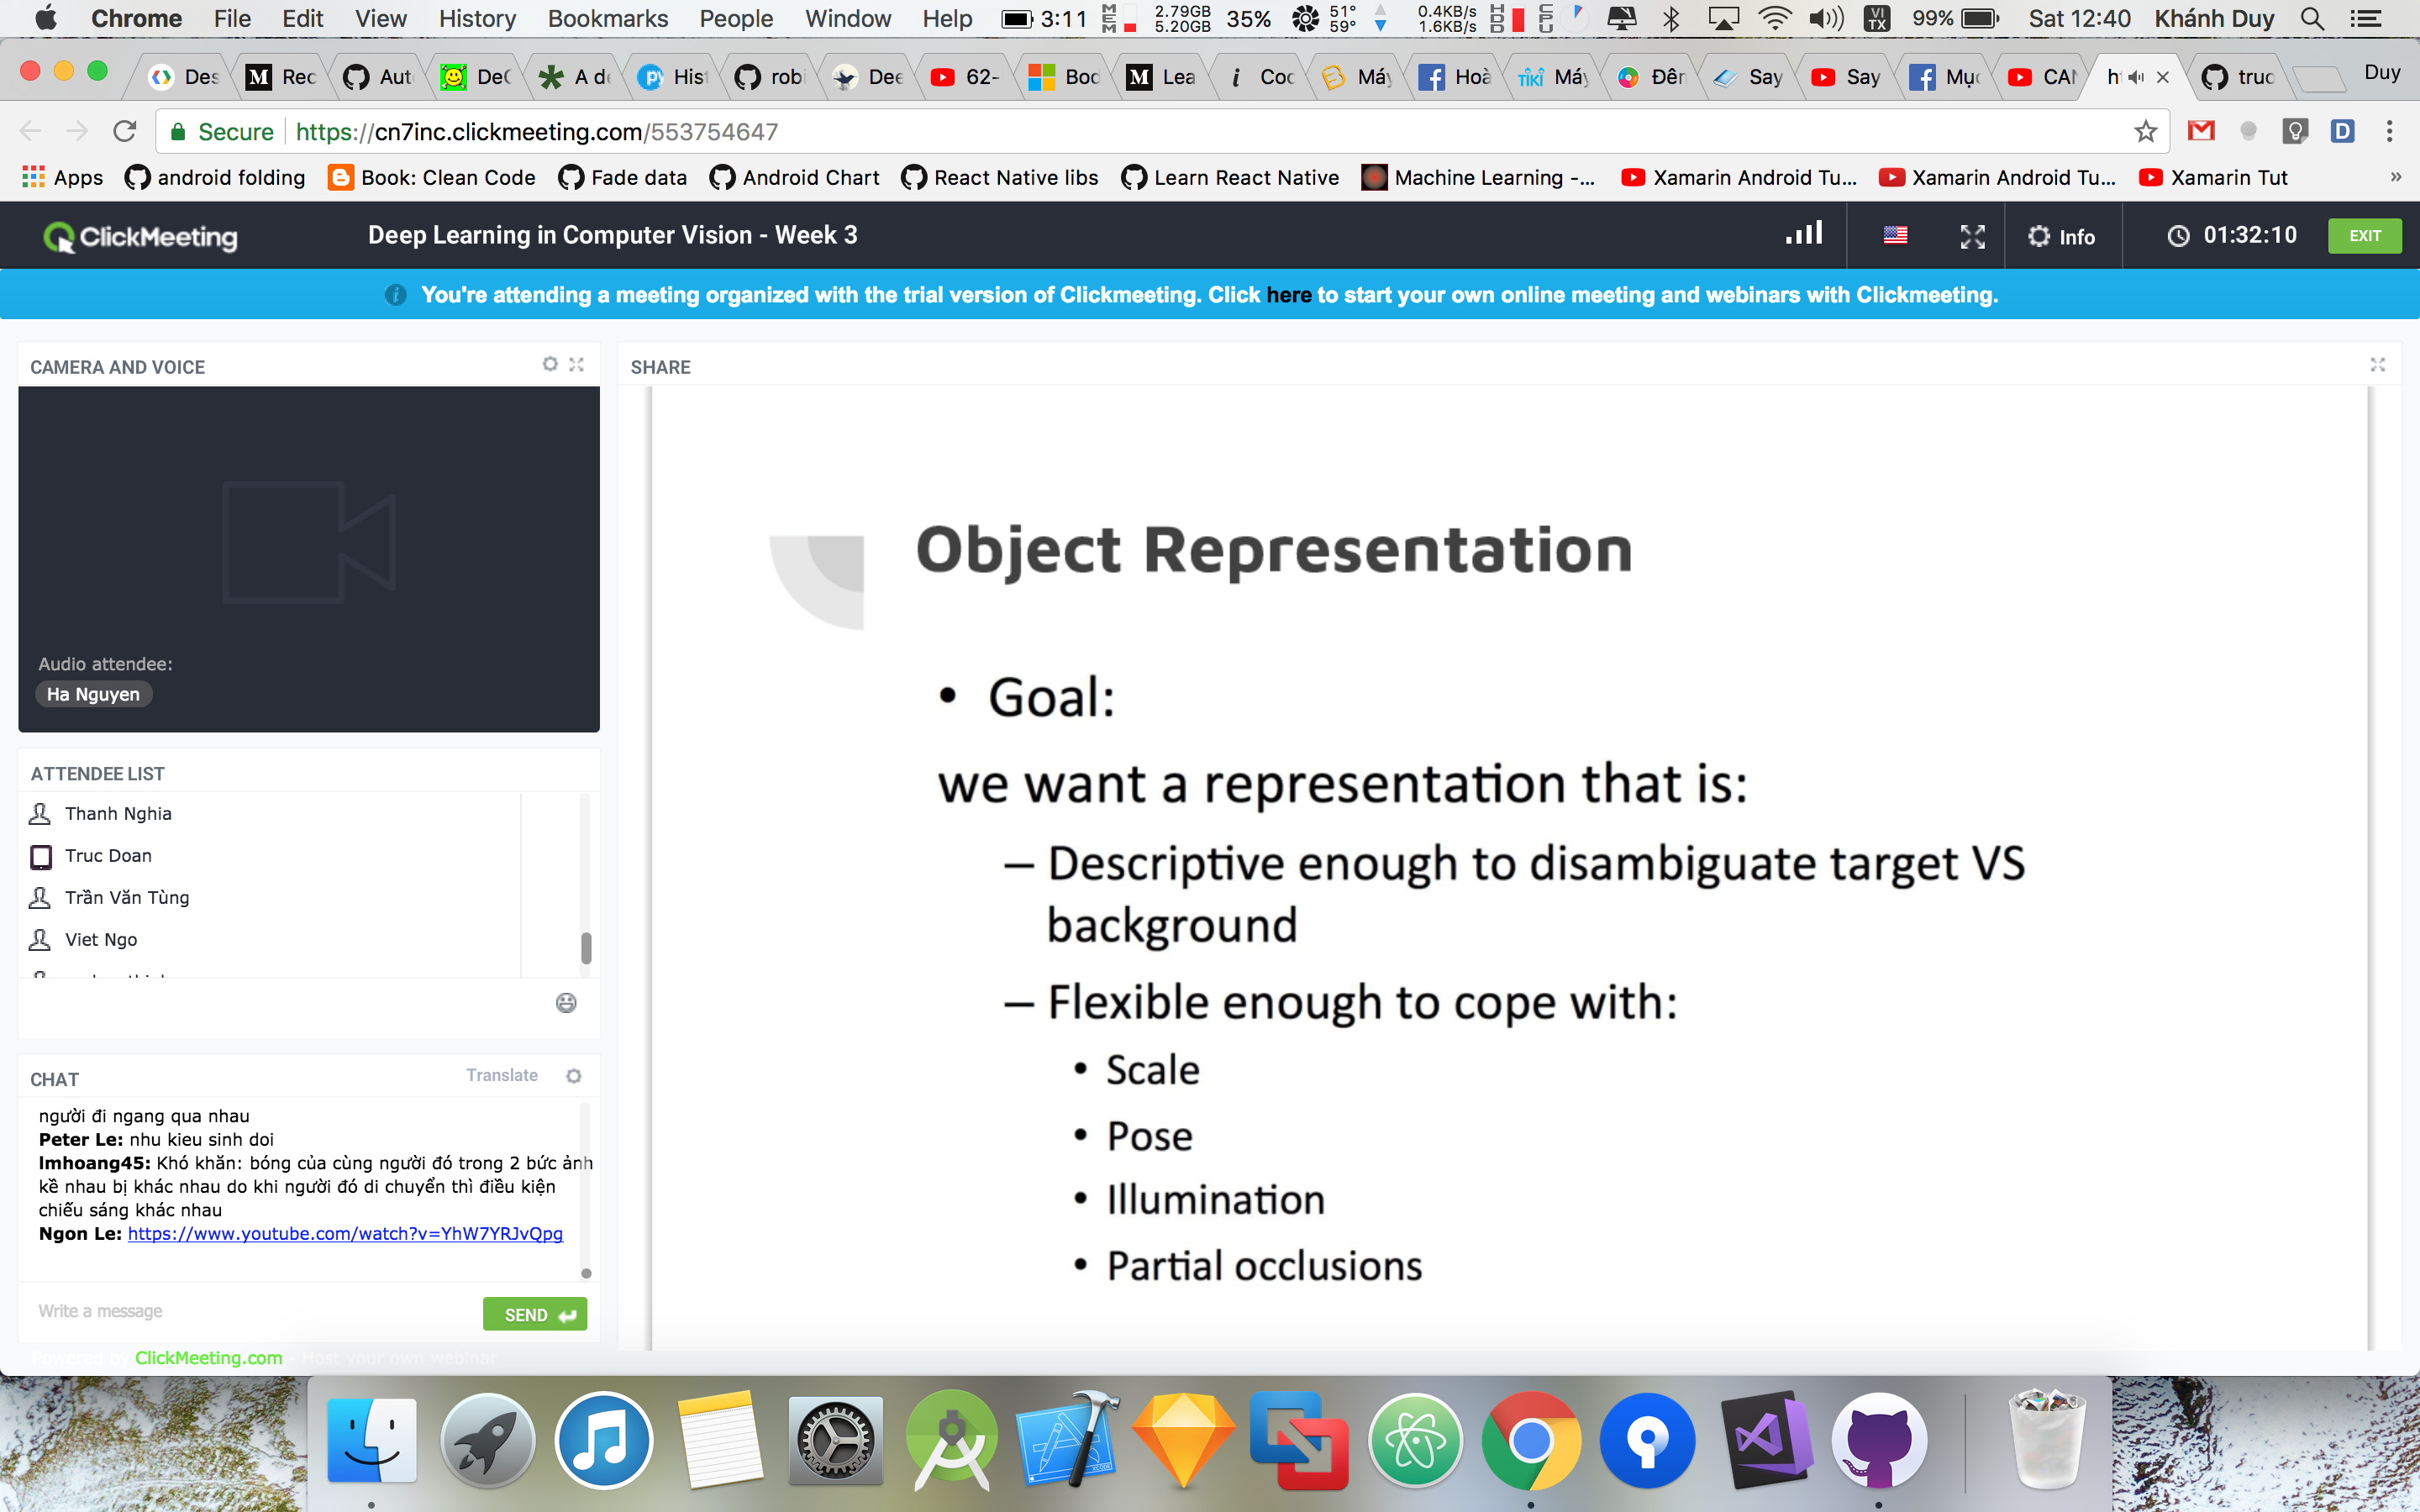 Chrome File Edit View History Bookmarks People Window Help 3:11 MEM 2.79GB 5.20GB 35% 51° 59° 0.4KB/s 1.6KB/s HDD CPU VI TX 99% Sat 12:40 Khánh Duy
Des Rec Aut DeC A de Hist robi Dee 62- Boc Lea Coc Máy Hoà Máy Đêr Say Say Mục CAN ht truc Duy
Secure https://cn7inc.clickmeeting.com/553754647
Apps android folding Book: Clean Code Fade data Android Chart React Native libs Learn React Native Machine Learning -... Xamarin Android Tu... Xamarin Android Tu... Xamarin Tut »
ClickMeeting Deep Learning in Computer Vision - Week 3 Info 01:32:10 EXIT
You're attending a meeting organized with the trial version of Clickmeeting. Click here to start your own online meeting and webinars with Clickmeeting.
CAMERA AND VOICE
Audio attendee:
Ha Nguyen
ATTENDEE LIST
Thanh Nghia
Truc Doan
Trần Văn Tùng
Viet Ngo
CHAT Translate
người đi ngang qua nhau
Peter Le: nhu kieu sinh doi
lmhoang45: Khó khăn: bóng của cùng người đó trong 2 bức ảnh
kề nhau bị khác nhau do khi người đó di chuyển thì điều kiện
chiếu sáng khác nhau
Ngon Le: https://www.youtube.com/watch?v=YhW7YRJvQpg
Write a message SEND
Powered by ClickMeeting.com
SHARE
Object Representation
• Goal:
we want a representation that is:
– Descriptive enough to disambiguate target VS
background
– Flexible enough to cope with:
• Scale
• Pose
• Illumination
• Partial occlusions